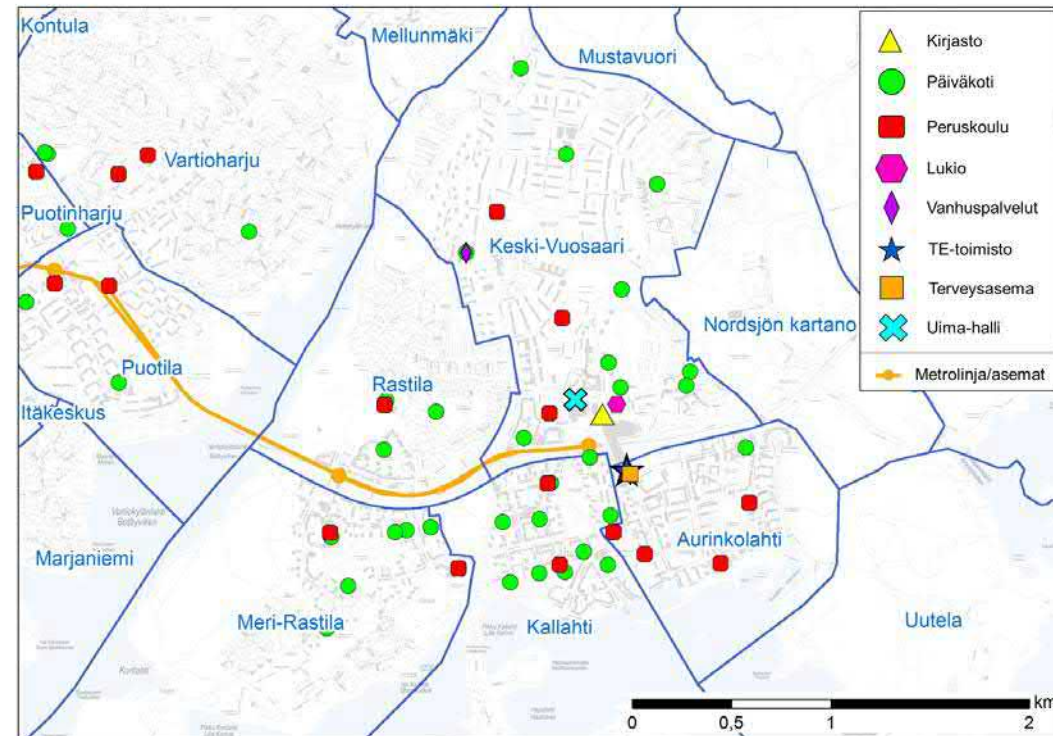 Kontula
Mellunmäki
Mustavuori
Vartioharju
Puotinharju
Keski-Vuosaari
Nordsjön kartano
Puotila
Rastila
Itäkeskus
Marjaniemi
Aurinkolahti
Meri-Rastila
Kallahti
Uutela
Kirjasto
Päiväkoti
Peruskoulu
Lukio
Vanhuspalvelut
TE-toimisto
Terveysasema
Uima-halli
Metrolinja/asemat
km
0 0,5 1 2